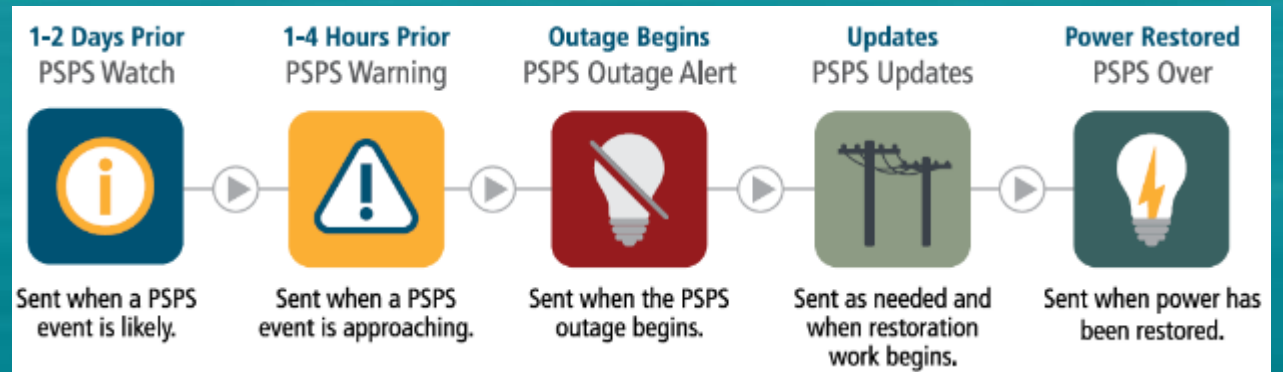 1-2 Days Prior
PSPS Watch
Sent when a PSPS
event is likely.
1-4 Hours Prior
PSPS Warning
Sent when a PSPS
event is approaching.
Outage Begins
PSPS Outage Alert
Sent when the PSPS
outage begins.
Updates
PSPS Updates
Sent as needed and
when restoration
work begins.
Power Restored
PSPS Over
Sent when power has
been restored.